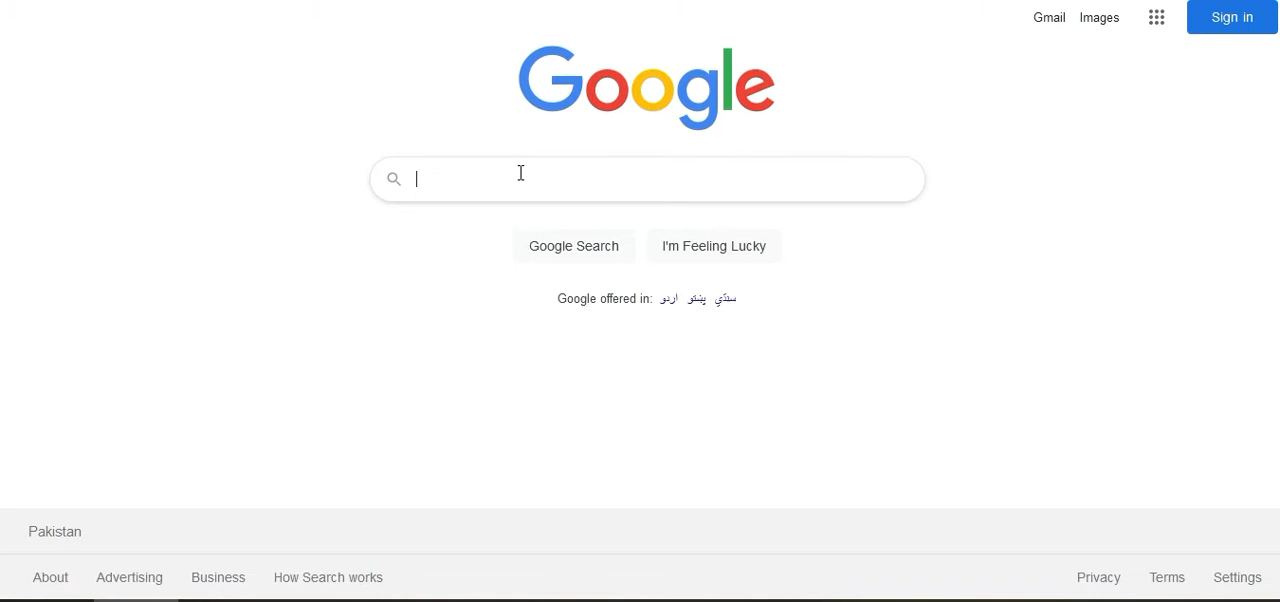 Gmail Images Sign in
Google
Google Search I'm Feeling Lucky
Google offered in: اردو پښتو سنڌي
Pakistan
About Advertising Business How Search works Privacy Terms Settings